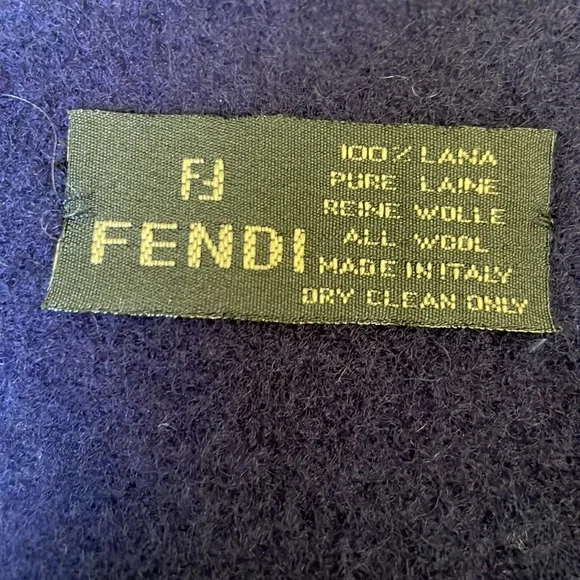 FF
FENDI
100% LANA
PURE LAINE
REINE WOLLE
ALL WOOL
MADE IN ITALY
DRY CLEAN ONLY